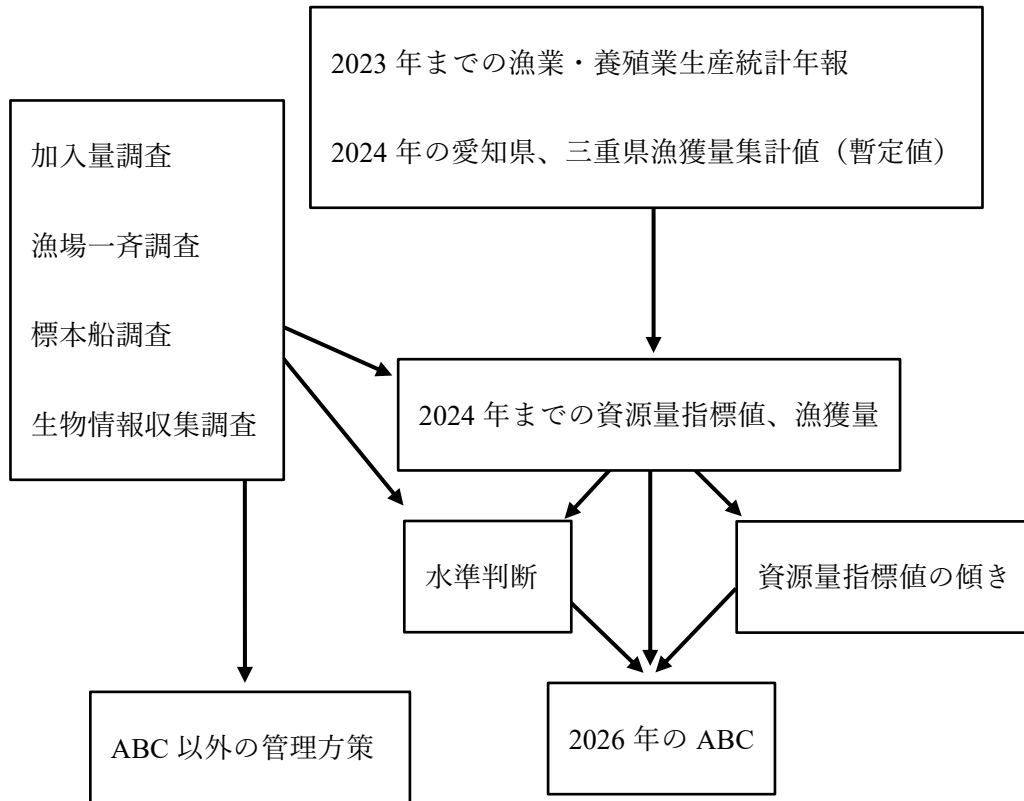 2023 年までの漁業・養殖業生産統計年報
2024 年の愛知県、三重県漁獲量集計値（暫定値）
加入量調査
漁場一斉調査
標本船調査
生物情報収集調査
2024 年までの資源量指標値、漁獲量
水準判断
資源量指標値の傾き
ABC 以外の管理方策
2026 年の ABC